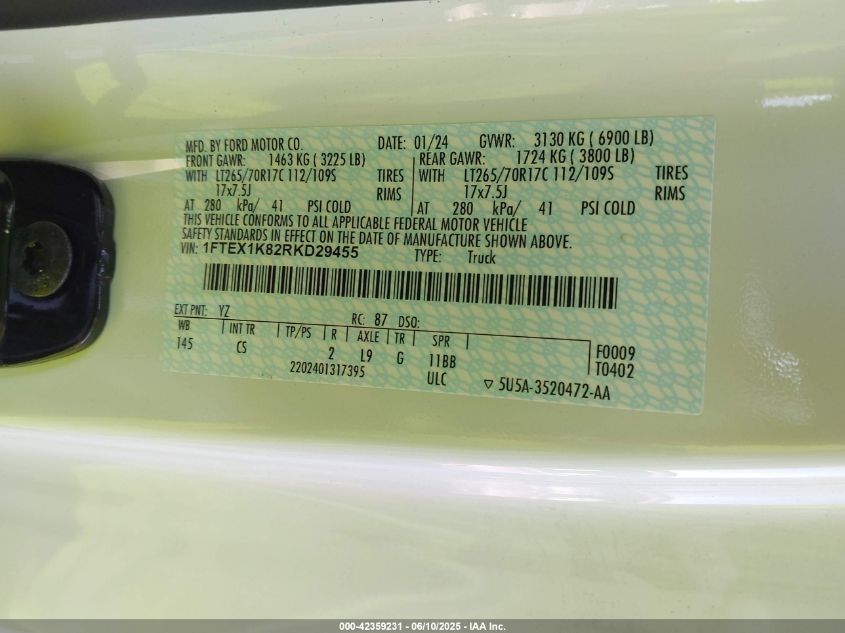 MFD. BY FORD MOTOR CO. DATE: 01/24 GVWR: 3130 KG ( 6900 LB)
FRONT GAWR: 1463 KG ( 3225 LB) REAR GAWR: 1724 KG ( 3800 LB)
WITH LT265/70R17C 112/109S TIRES WITH LT265/70R17C 112/109S TIRES
17x7.5J RIMS 17x7.5J RIMS
AT 280 kPa/ 41 PSI COLD AT 280 kPa/ 41 PSI COLD
THIS VEHICLE CONFORMS TO ALL APPLICABLE FEDERAL MOTOR VEHICLE
SAFETY STANDARDS IN EFFECT ON THE DATE OF MANUFACTURE SHOWN ABOVE.
VIN: 1FTEX1K82RKD29455 TYPE: Truck
EXT PNT: YZ RC: 87 DSO:
WB INT TR TP/PS R AXLE TR SPR
145 CS 2 L9 G 11BB F0009
2202401317395 ULC T0402
5U5A-3520472-AA
000-42359231 - 06/10/2025 - IAA Inc.